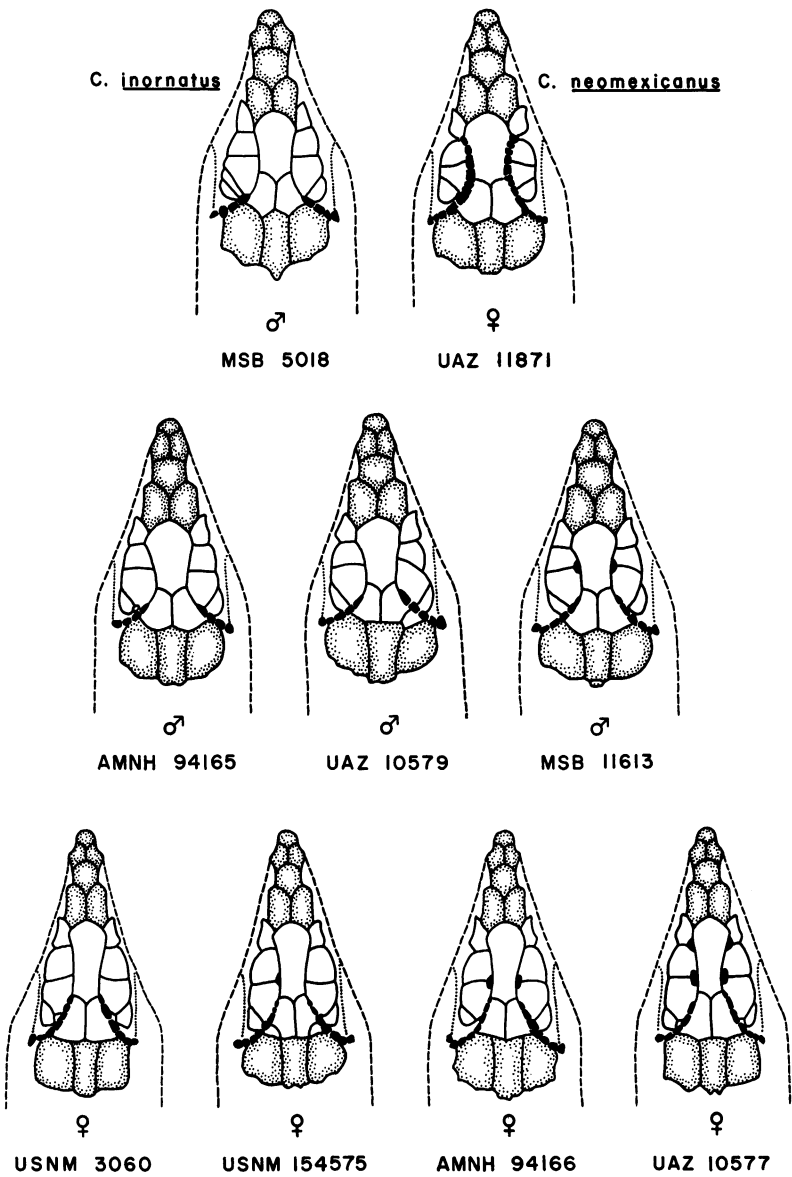 C. inornatus
C. neomexicanus
♂
♀
MSB 5018
UAZ 11871
♂
♂
♂
AMNH 94165
UAZ 10579
MSB 11613
♀
♀
♀
♀
USNM 3060
USNM 154575
AMNH 94166
UAZ 10577